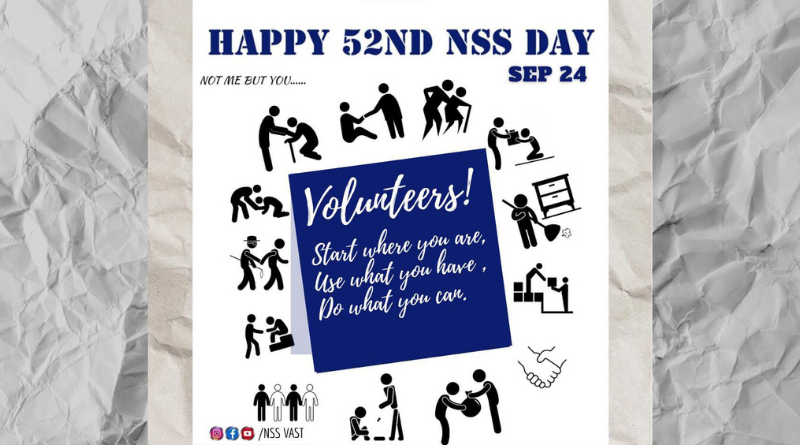 HAPPY 52ND NSS DAY
SEP 24
NOT ME BUT YOU......
Volunteers!
Start where you are,
Use what you have ,
Do what you can.
/NSS VAST